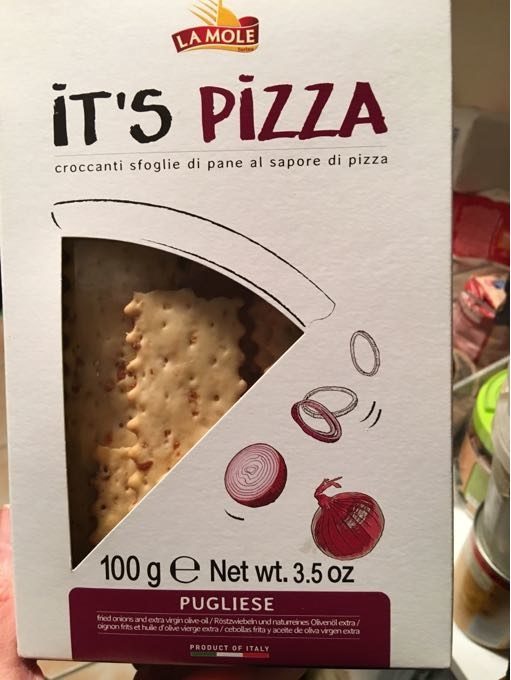 LA MOLE
Torino
iT'S PiZZA
croccanti sfoglie di pane al sapore di pizza
100 g ℮ Net wt. 3.5 oz
PUGLIESE
fried onions and extra virgin olive-oil / Röstzwiebeln und naturreines Olivenöl extra /
oignon frits et huile d'olive vierge extra / cebollas frita y aceite de oliva virgen extra
PRODUCT OF ITALY